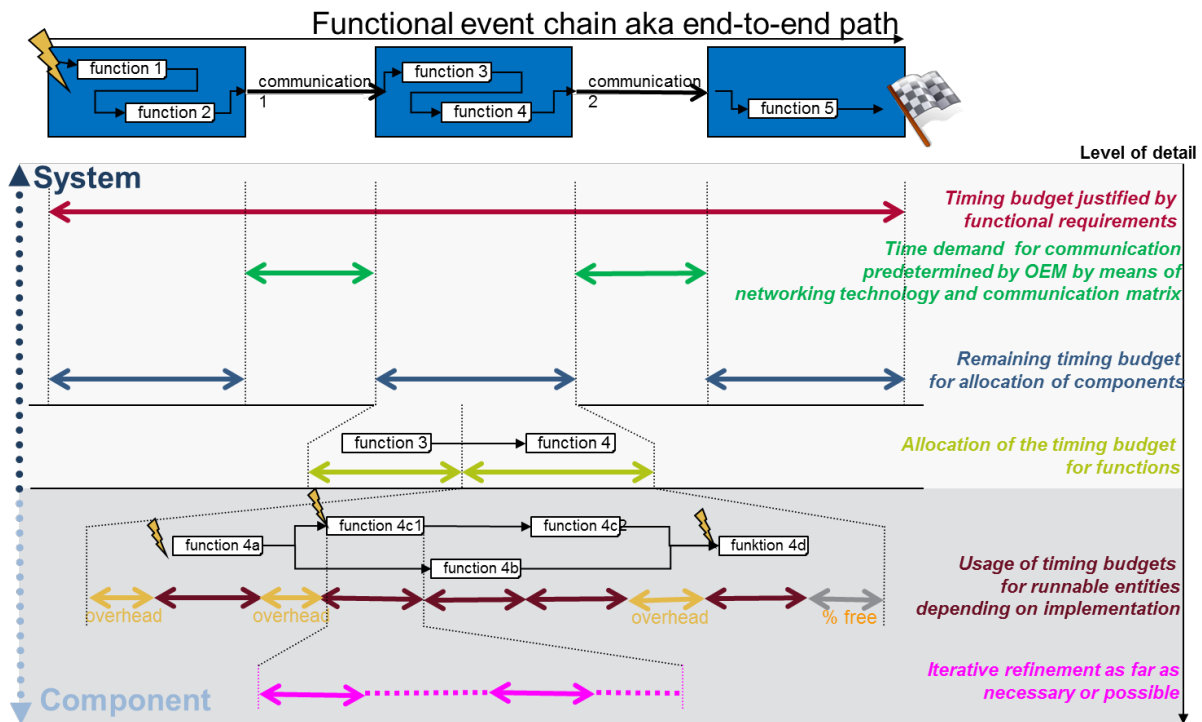 Functional event chain aka end-to-end path
function 1
function 2
communication
1
function 3
function 4
communication
2
function 5
Level of detail
System
Timing budget justified by
functional requirements
Time demand for communication
predetermined by OEM by means of
networking technology and communication matrix
Remaining timing budget
for allocation of components
function 3
function 4
Allocation of the timing budget
for functions
function 4a
function 4c1
function 4c2
function 4b
funktion 4d
Usage of timing budgets
for runnable entities
depending on implementation
overhead
overhead
overhead
% free
Iterative refinement as far as
necessary or possible
Component